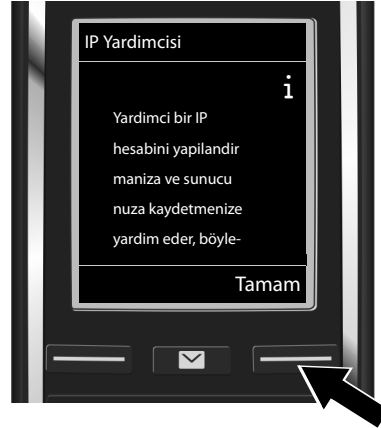 IP Yardimcisi
i
Yardimci bir IP
hesabini yapilandir
maniza ve sunucu
nuza kaydetmenize
yardim eder, böyle-
Tamam